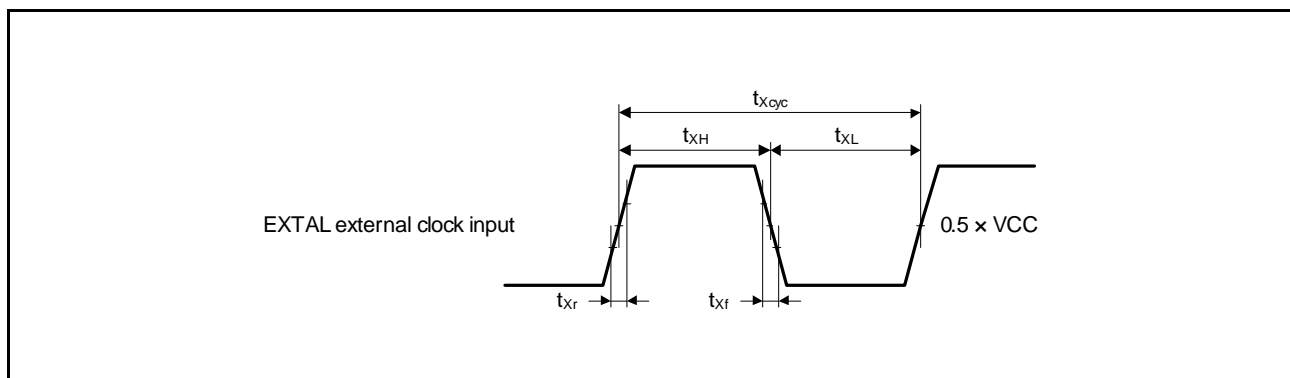 tXcyc
tXH
tXL
EXTAL external clock input
0.5 × VCC
tXr
tXf